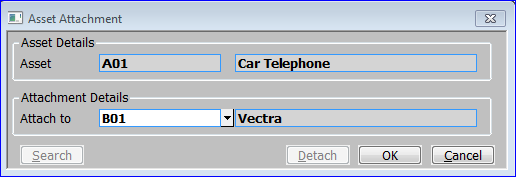 Asset Attachment
Asset Details
Asset A01 Car Telephone
Attachment Details
Attach to B01 Vectra
Search Detach OK Cancel